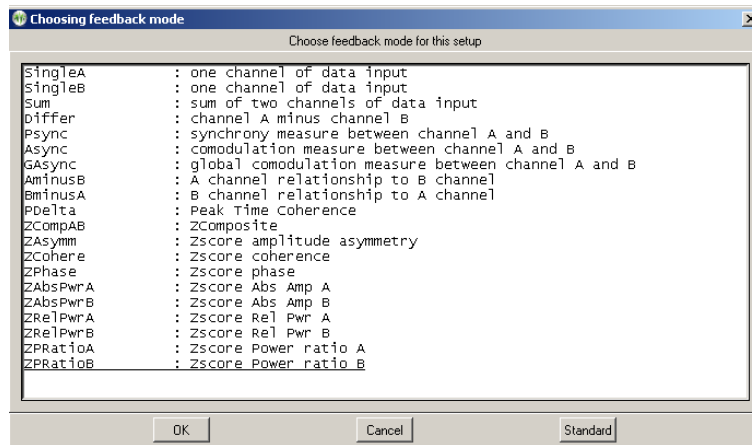 Choosing feedback mode
Choose feedback mode for this setup
SingleA : one channel of data input
SingleB : one channel of data input
Sum : sum of two channels of data input
Differ : channel A minus channel B
Psync : synchrony measure between channel A and B
Async : comodulation measure between channel A and B
GAsync : global comodulation measure between channel A and B
AminusB : A channel relationship to B channel
BminusA : B channel relationship to A channel
PDelta : Peak Time Coherence
ZCompAB : ZComposite
ZAsymm : Zscore amplitude asymmetry
ZCohere : Zscore coherence
ZPhase : Zscore phase
ZAbsPwrA : Zscore Abs Amp A
ZAbsPwrB : Zscore Abs Amp B
ZRelPwrA : Zscore Rel Pwr A
ZRelPwrB : Zscore Rel Pwr B
ZPRatioA : Zscore Power ratio A
ZPRatioB : Zscore Power ratio B
OK Cancel Standard